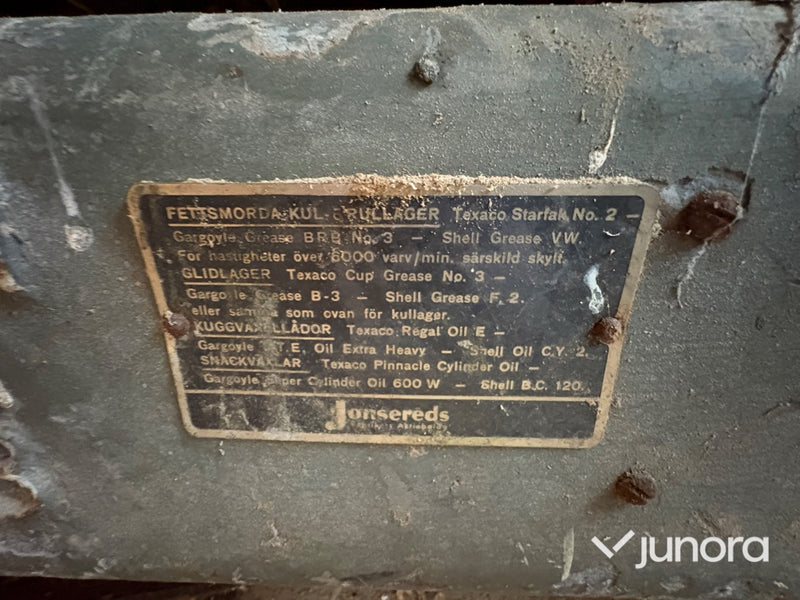 FETTSMORDA KUL- RULLAGER Texaco Starfak No. 2 -
Gargoyle Grease BRB No. 3 - Shell Grease VW.
För hastigheter över 6000 varv/min. särskild skylt.
GLIDLAGER Texaco Cup Grease No. 3 -
Gargoyle Grease B-3 - Shell Grease F. 2.
eller samma som ovan för kullager.
KUGGVÄXELLÅDOR Texaco Regal Oil E -
Gargoyle T.E. Oil Extra Heavy - Shell Oil C.Y. 2.
SNÄCKVÄXLAR Texaco Pinnacle Cylinder Oil -
Gargoyle Super Cylinder Oil 600 W - Shell B.C. 120.
Jonsereds
Fabrikers Aktiebolag
junora